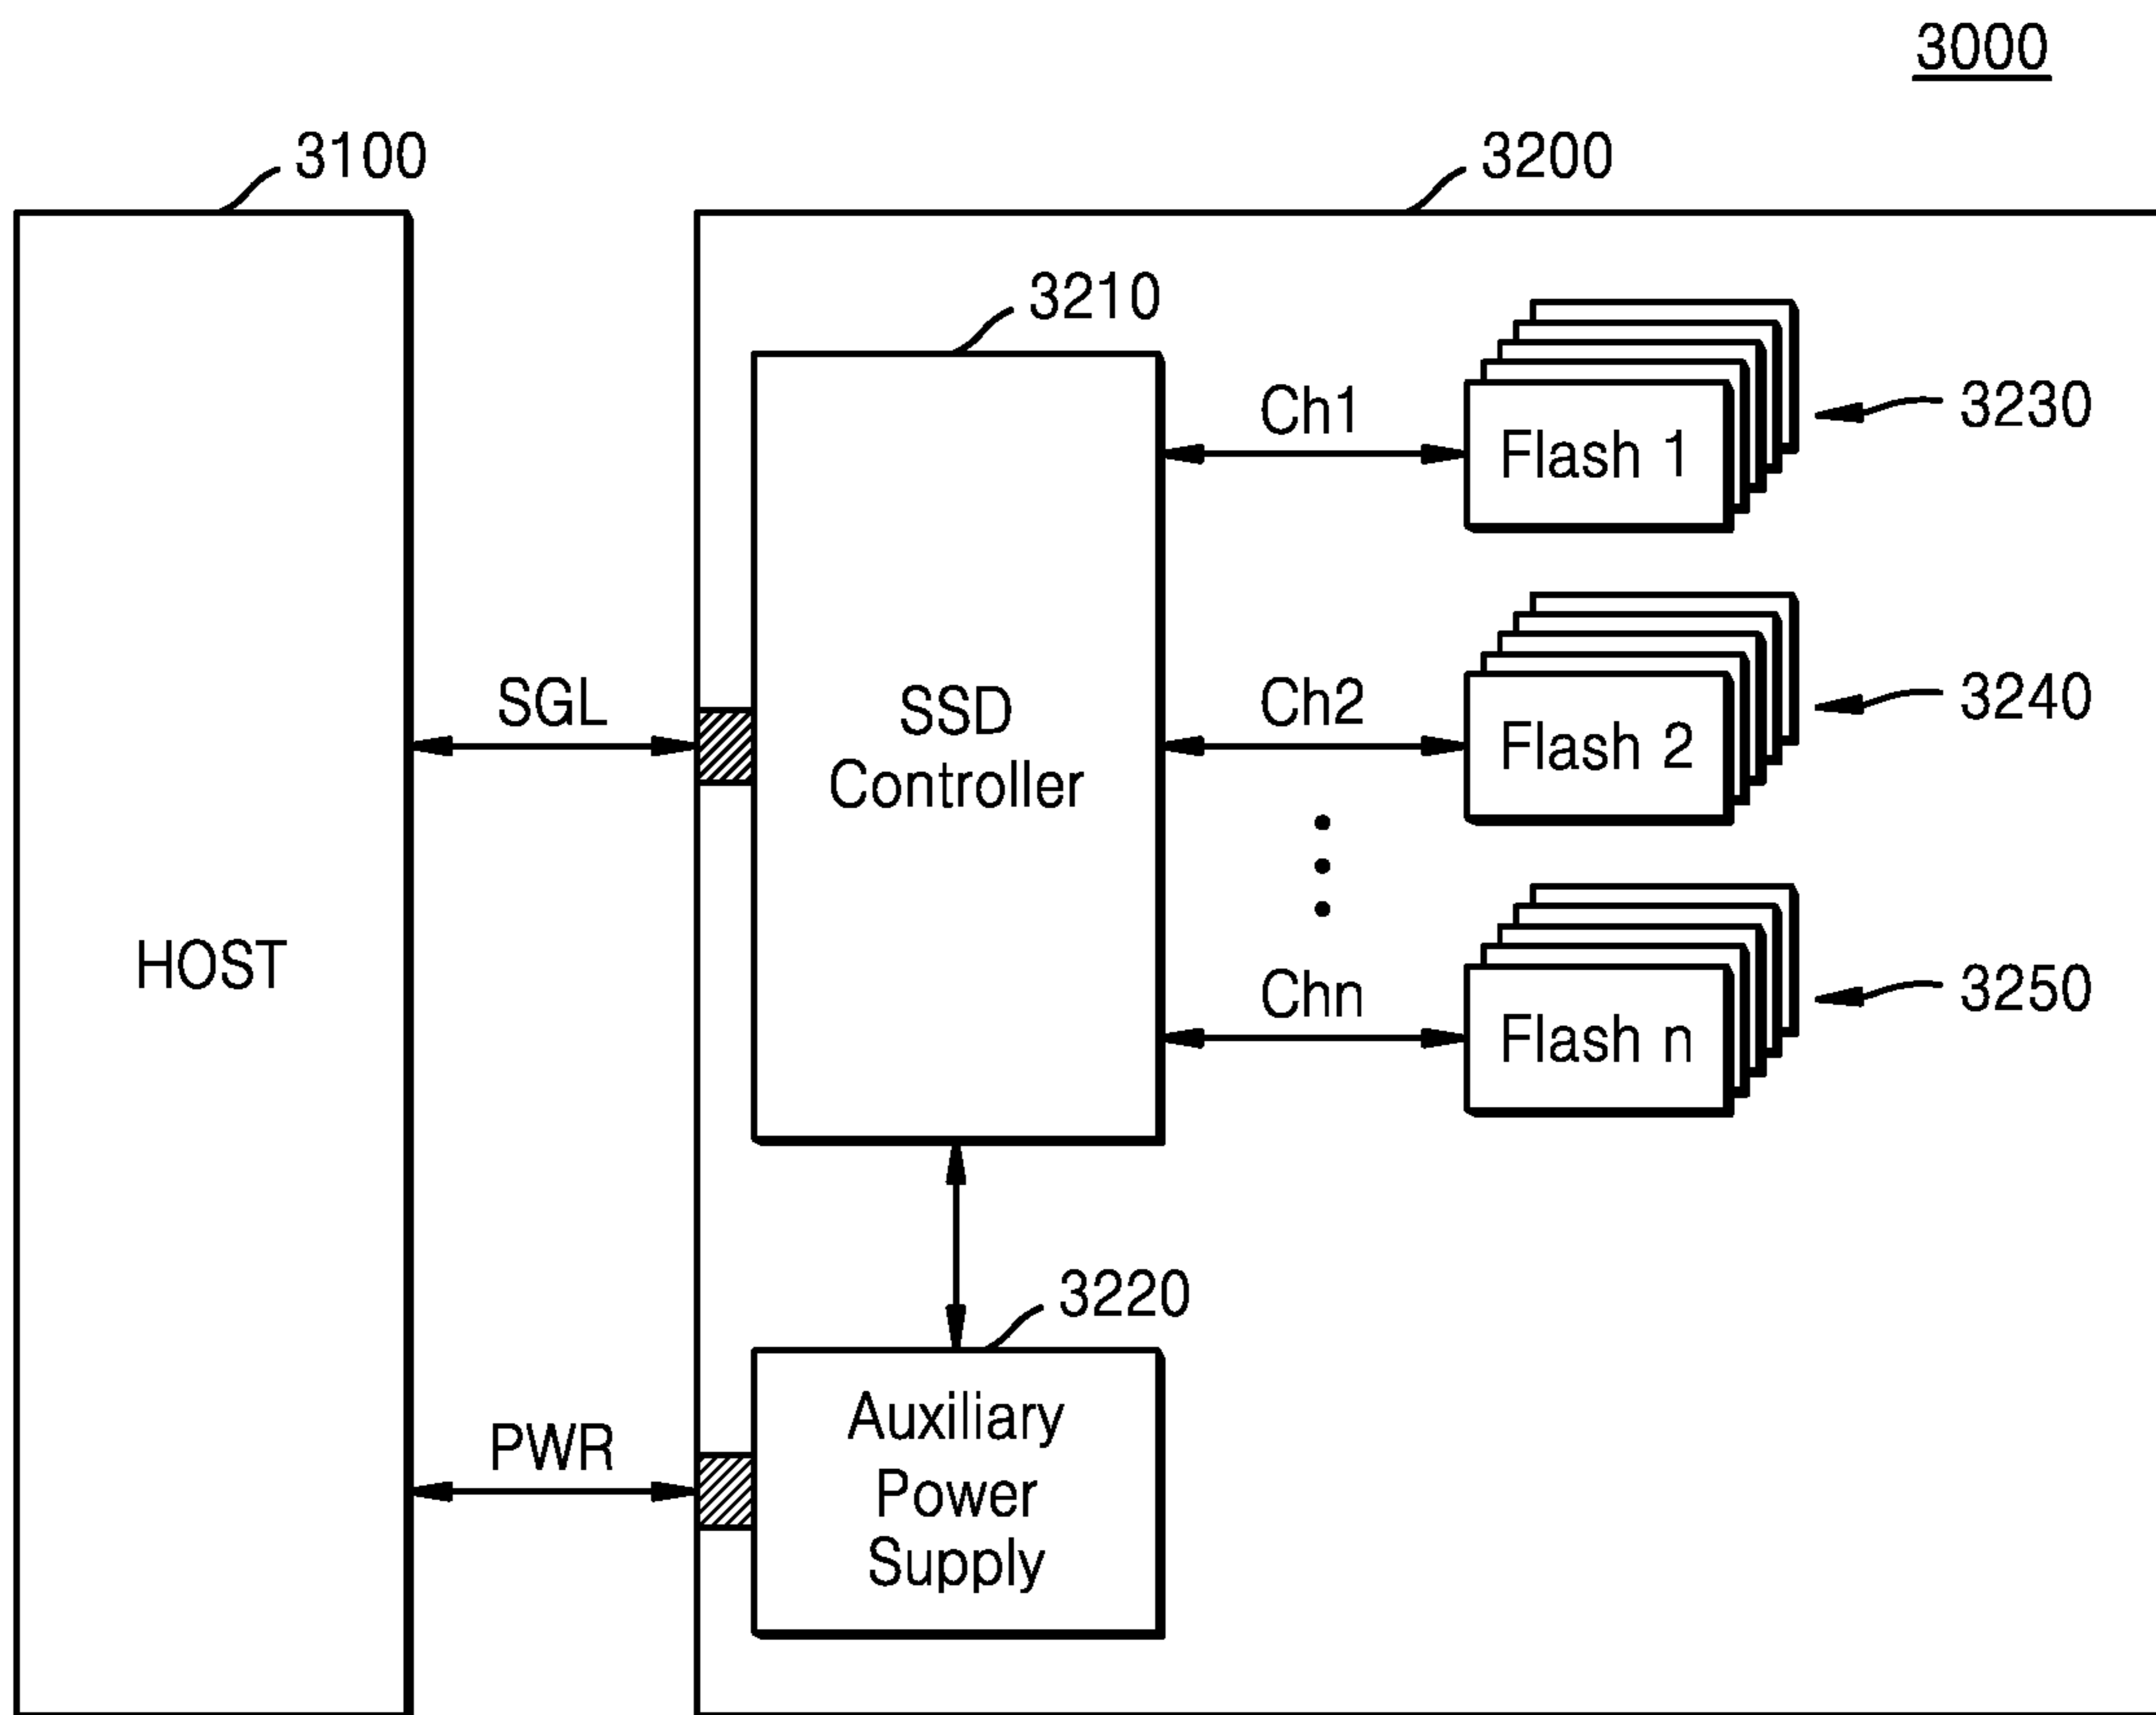 3000
3100
3200
3210
Ch1
Flash 1
3230
SGL
SSD
Controller
Ch2
Flash 2
3240
HOST
Chn
Flash n
3250
3220
PWR
Auxiliary
Power
Supply